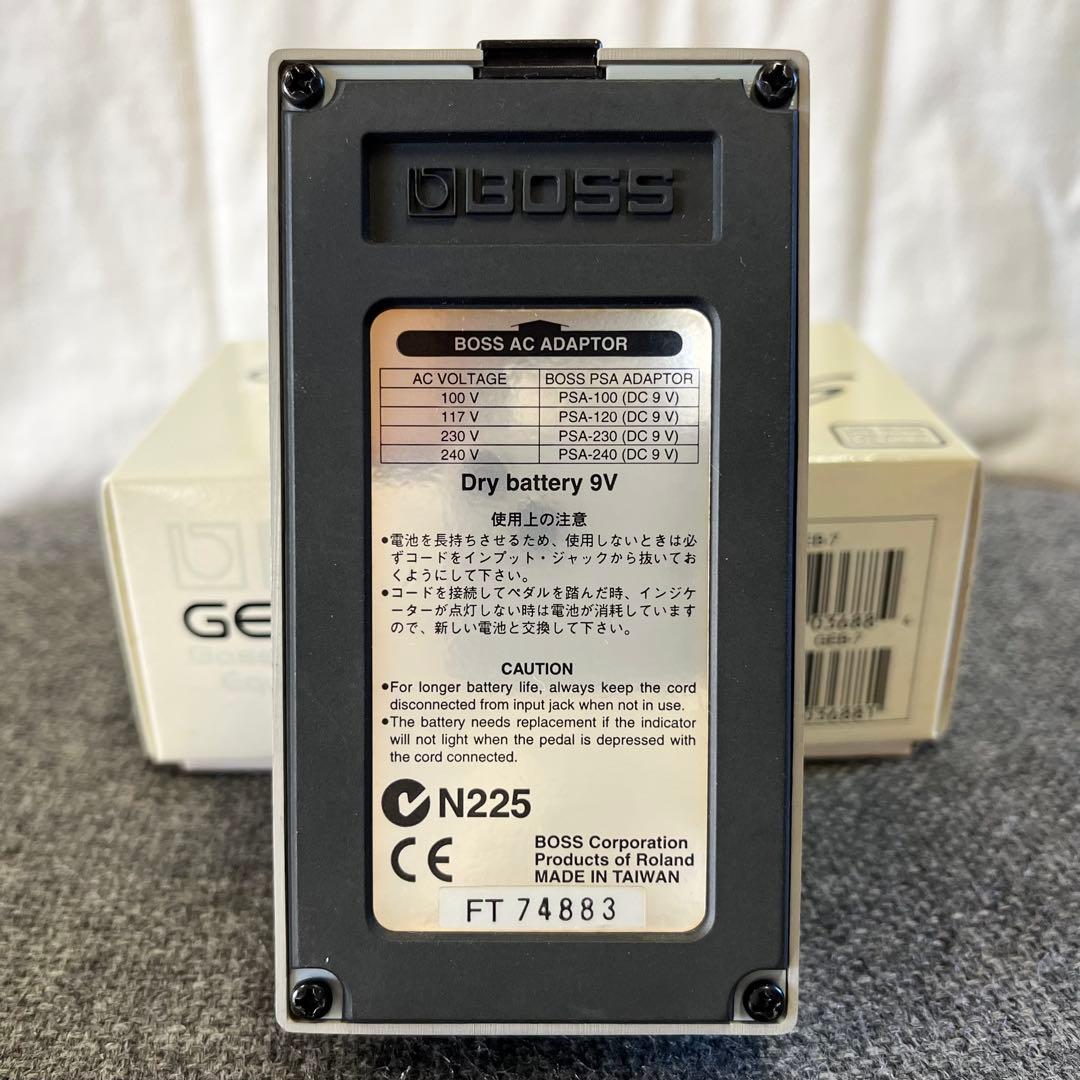 BOSS
BOSS AC ADAPTOR
AC VOLTAGE BOSS PSA ADAPTOR
100 V PSA-100 (DC 9 V)
117 V PSA-120 (DC 9 V)
230 V PSA-230 (DC 9 V)
240 V PSA-240 (DC 9 V)
Dry battery 9V
使用上の注意
●電池を長持ちさせるため、使用しないときは必
ずコードをインプット・ジャックから抜いてお
くようにして下さい。
●コードを接続してペダルを踏んだ時、インジケ
ーターが点灯しない時は電池が消耗しています
ので、新しい電池と交換して下さい。
CAUTION
●For longer battery life, always keep the cord
disconnected from input jack when not in use.
●The battery needs replacement if the indicator
will not light when the pedal is depressed with
the cord connected.
N225
CE
BOSS Corporation
Products of Roland
MADE IN TAIWAN
FT 74883
GE
GEB-7
03688
GEB-7
036881